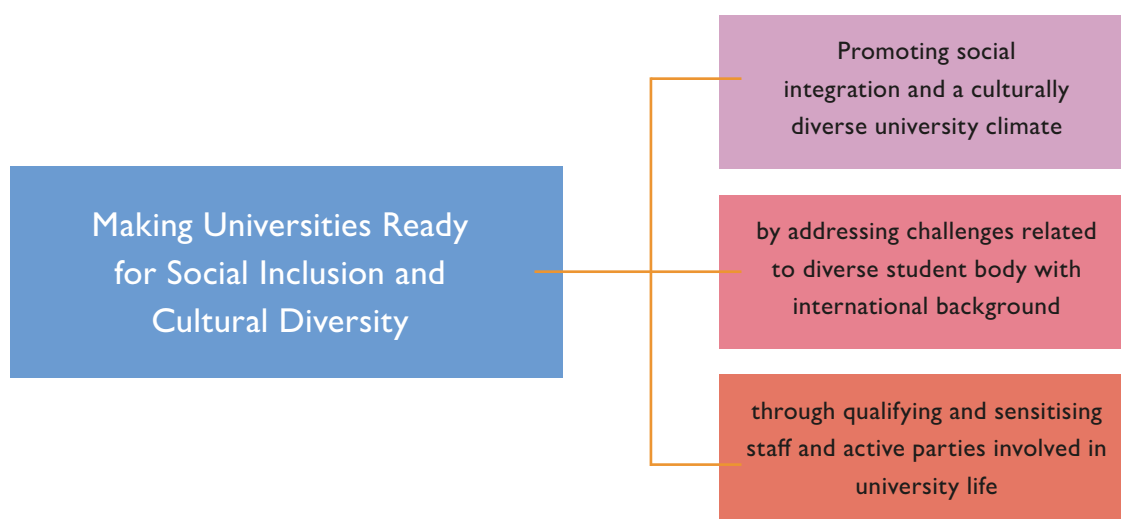 Making Universities Ready
for Social Inclusion and
Cultural Diversity
Promoting social
integration and a culturally
diverse university climate
by addressing challenges related
to diverse student body with
international background
through qualifying and sensitising
staff and active parties involved in
university life